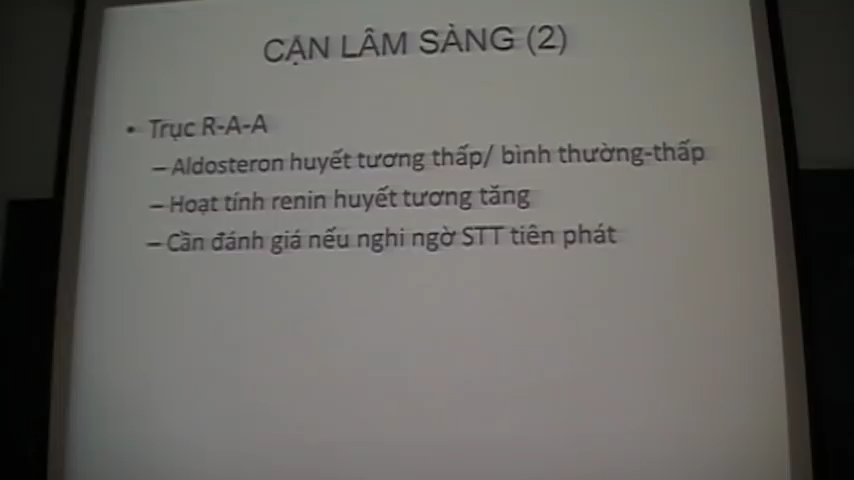 CẬN LÂM SÀNG (2)
• Trục R-A-A
– Aldosteron huyết tương thấp/ bình thường-thấp
– Hoạt tính renin huyết tương tăng
– Cần đánh giá nếu nghi ngờ STT tiên phát